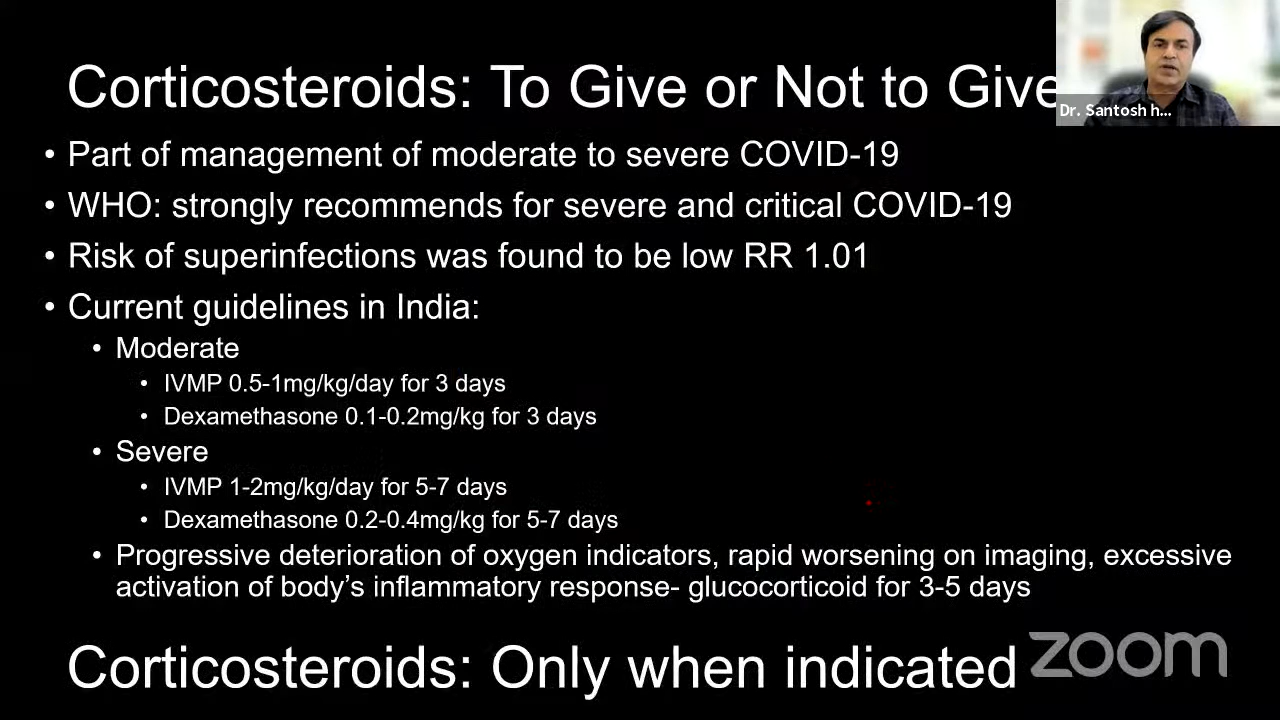 Corticosteroids: To Give or Not to Give
Dr. Santosh h...
• Part of management of moderate to severe COVID-19
• WHO: strongly recommends for severe and critical COVID-19
• Risk of superinfections was found to be low RR 1.01
• Current guidelines in India:
• Moderate
• IVMP 0.5-1mg/kg/day for 3 days
• Dexamethasone 0.1-0.2mg/kg for 3 days
• Severe
• IVMP 1-2mg/kg/day for 5-7 days
• Dexamethasone 0.2-0.4mg/kg for 5-7 days
• Progressive deterioration of oxygen indicators, rapid worsening on imaging, excessive
activation of body’s inflammatory response- glucocorticoid for 3-5 days
Corticosteroids: Only when indicated
zoom